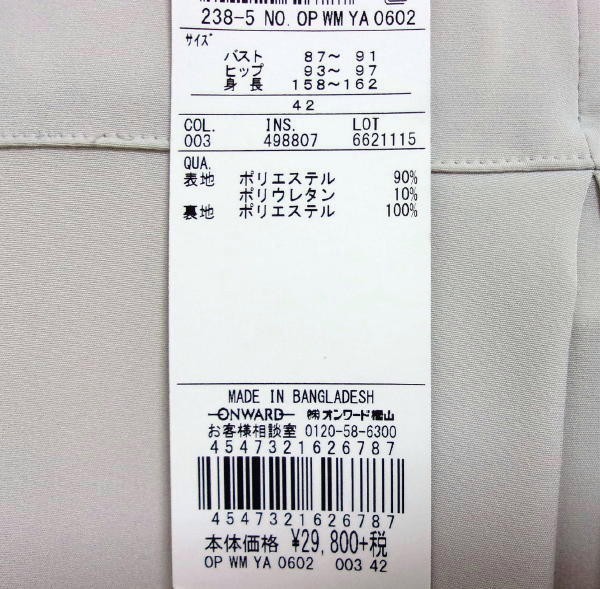 238-5 NO. OP WM YA 0602
ｻｲｽﾞ
バスト 87〜 91
ヒップ 93〜 97
身 長 158〜162
42
COL. INS. LOT
003 498807 6621115
QUA.
表地 ポリエステル 90%
ポリウレタン 10%
裏地 ポリエステル 100%
MADE IN BANGLADESH
ONWARD ㈱オンワード樫山
お客様相談室 0120-58-6300
4547321626787
4547321626787
本体価格 ¥29,800+税
OP WM YA 0602 003 42